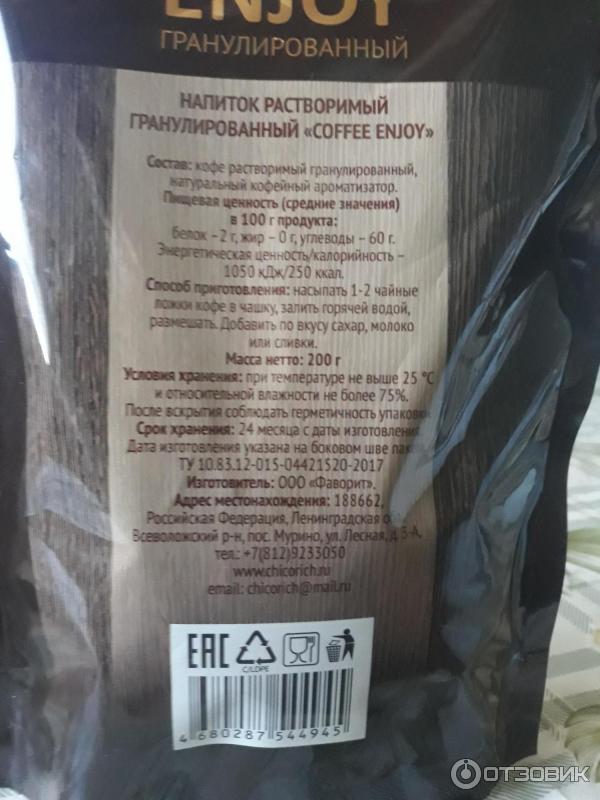 ENJOY
ГРАНУЛИРОВАННЫЙ
НАПИТОК РАСТВОРИМЫЙ
ГРАНУЛИРОВАННЫЙ «COFFEE ENJOY»
Состав: кофе растворимый гранулированный,
натуральный кофейный ароматизатор.
Пищевая ценность (средние значения)
в 100 г продукта:
белок – 2 г, жир – 0 г, углеводы – 60 г.
Энергетическая ценность/калорийность –
1050 кДж/250 ккал.
Способ приготовления: насыпать 1-2 чайные
ложки кофе в чашку, залить горячей водой,
размешать. Добавить по вкусу сахар, молоко
или сливки.
Масса нетто: 200 г
Условия хранения: при температуре не выше 25 °C
и относительной влажности не более 75%.
После вскрытия соблюдать герметичность упаковки
Срок хранения: 24 месяца с даты изготовления
Дата изготовления указана на боковом шве
ТУ 10.83.12-015-04421520-2017
Изготовитель: ООО «Фаворит».
Адрес местонахождения: 188662,
Российская Федерация, Ленинградская
Всеволожский р-н, пос. Мурино, ул. Лесная, д.
тел.: +7(812)9233050
www.chicorich.ru
email: chicorich@mail.ru
EAC
C/LDPE
4 680287 544945
ОТЗОВИК